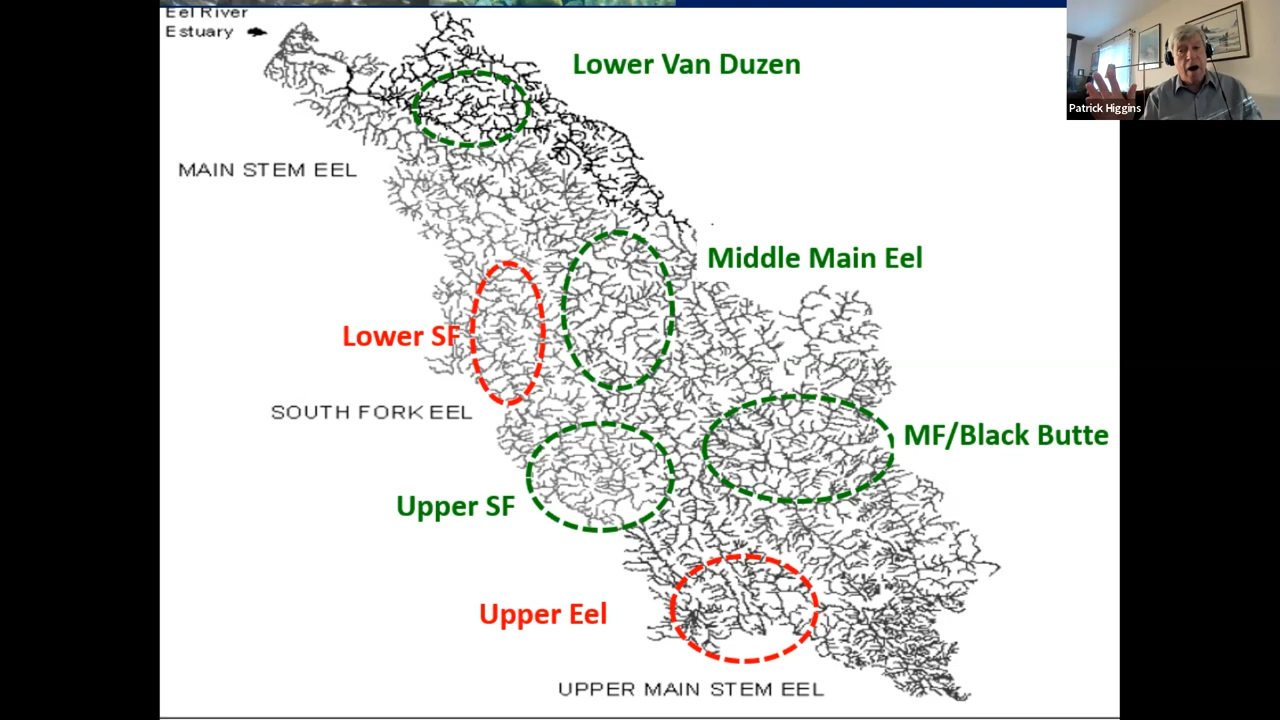 Eel River
Estuary
Lower Van Duzen
Patrick Higgins
MAIN STEM EEL
Middle Main Eel
Lower SF
SOUTH FORK EEL
MF/Black Butte
Upper SF
Upper Eel
UPPER MAIN STEM EEL